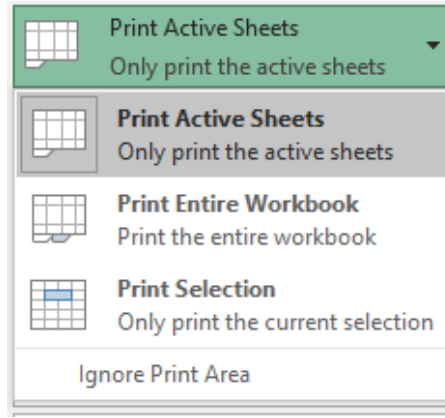 Print Active Sheets
Only print the active sheets
Print Active Sheets
Only print the active sheets
Print Entire Workbook
Print the entire workbook
Print Selection
Only print the current selection
Ignore Print Area